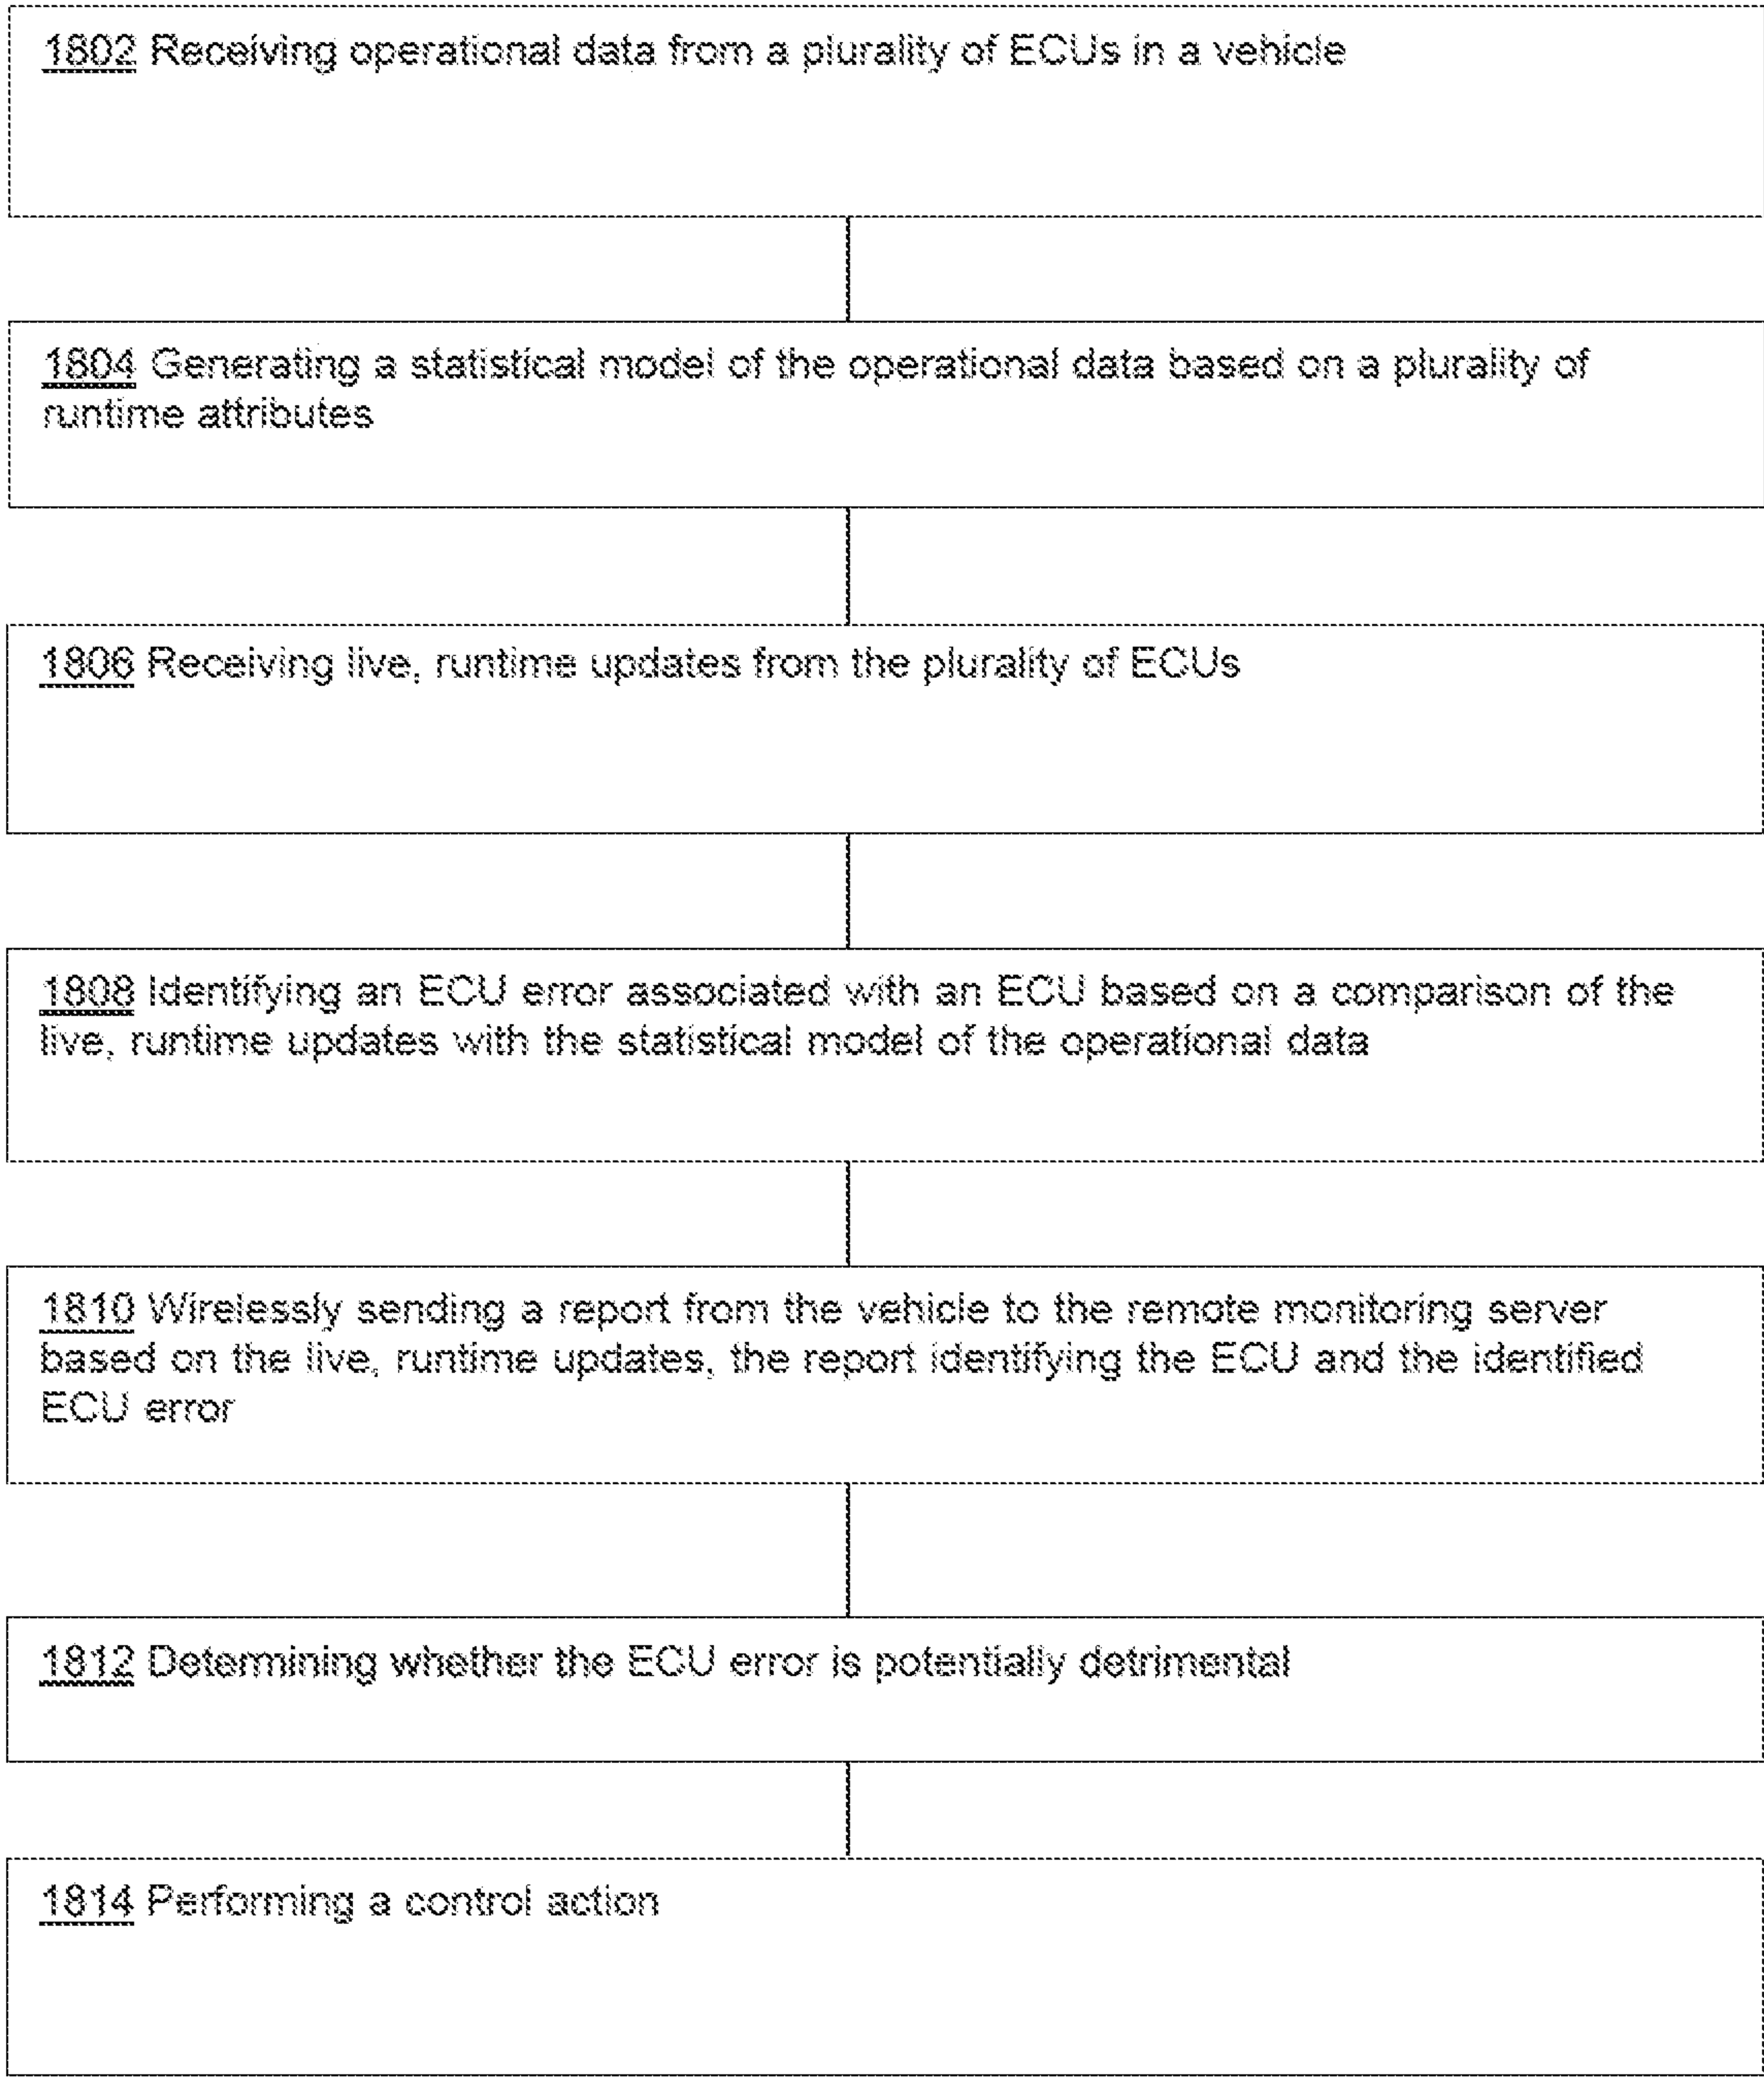 1802 Receiving operational data from a plurality of ECUs in a vehicle
1804 Generating a statistical model of the operational data based on a plurality of
runtime attributes
1806 Receiving live, runtime updates from the plurality of ECUs
1808 Identifying an ECU error associated with an ECU based on a comparison of the
live, runtime updates with the statistical model of the operational data
1810 Wirelessly sending a report from the vehicle to the remote monitoring server
based on the live, runtime updates, the report identifying the ECU and the identified
ECU error
1812 Determining whether the ECU error is potentially detrimental
1814 Performing a control action